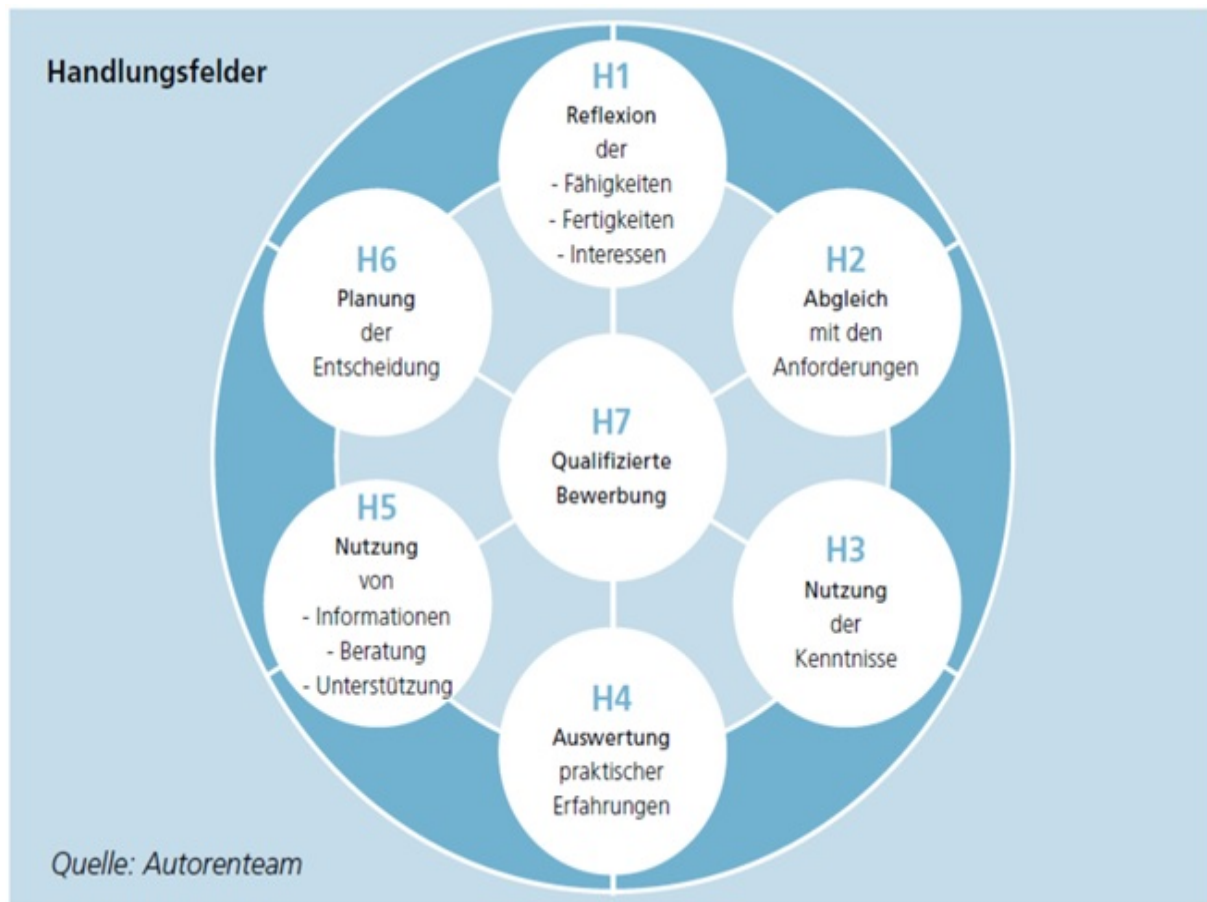 Handlungsfelder
H1
Reflexion
der
- Fähigkeiten
- Fertigkeiten
- Interessen
H2
Abgleich
mit den
Anforderungen
H3
Nutzung
der
Kenntnisse
H4
Auswertung
praktischer
Erfahrungen
H5
Nutzung
von
- Informationen
- Beratung
- Unterstützung
H6
Planung
der
Entscheidung
H7
Qualifizierte
Bewerbung
Quelle: Autorenteam